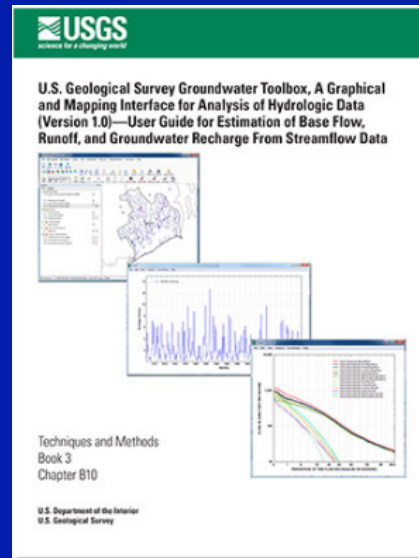 USGS
science for a changing world
U.S. Geological Survey Groundwater Toolbox, A Graphical
and Mapping Interface for Analysis of Hydrologic Data
(Version 1.0)—User Guide for Estimation of Base Flow,
Runoff, and Groundwater Recharge From Streamflow Data
Techniques and Methods
Book 3
Chapter B10
U.S. Department of the Interior
U.S. Geological Survey